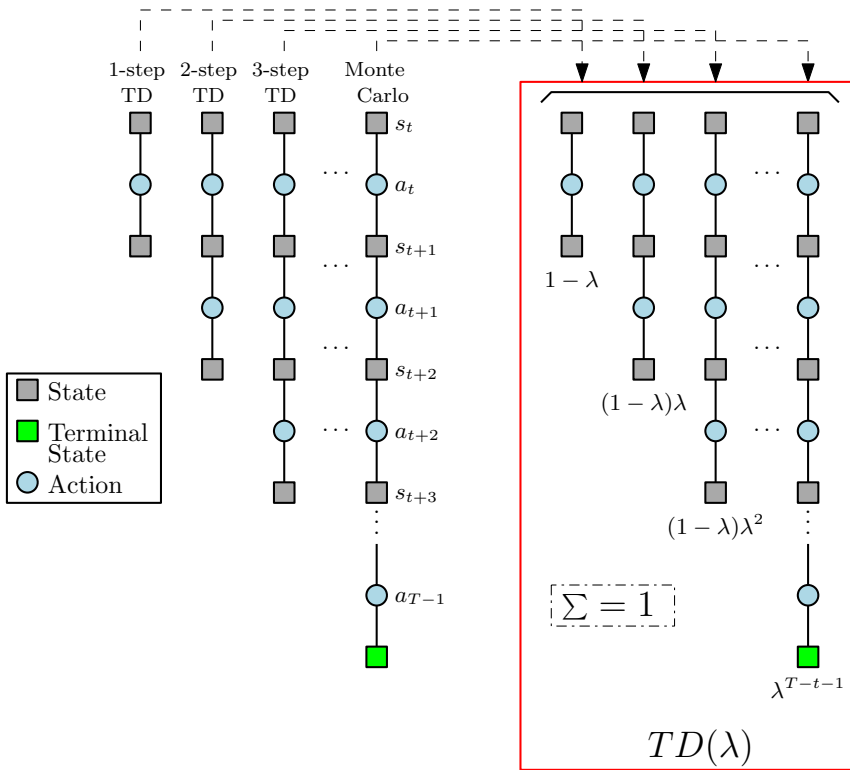 1-step 2-step 3-step Monte
TD TD TD Carlo
s_t
a_t
s_{t+1}
1 − λ
a_{t+1}
s_{t+2}
State
(1 − λ)λ
Terminal
State
a_{t+2}
Action
s_{t+3}
(1 − λ)λ^2
a_{T−1}
∑ = 1
λ^{T−t−1}
TD(λ)